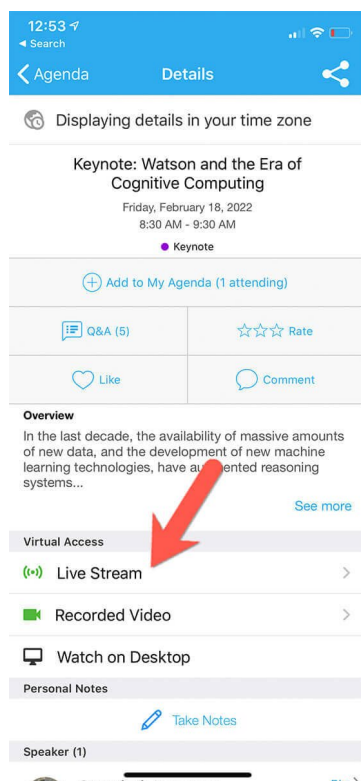 12:53
◀ Search
Agenda
Details
Displaying details in your time zone
Keynote: Watson and the Era of
Cognitive Computing
Friday, February 18, 2022
8:30 AM - 9:30 AM
Keynote
Add to My Agenda (1 attending)
Q&A (5)
Rate
Like
Comment
Overview
In the last decade, the availability of massive amounts
of new data, and the development of new machine
learning technologies, have augmented reasoning
systems...
See more
Virtual Access
Live Stream
Recorded Video
Watch on Desktop
Personal Notes
Take Notes
Speaker (1)